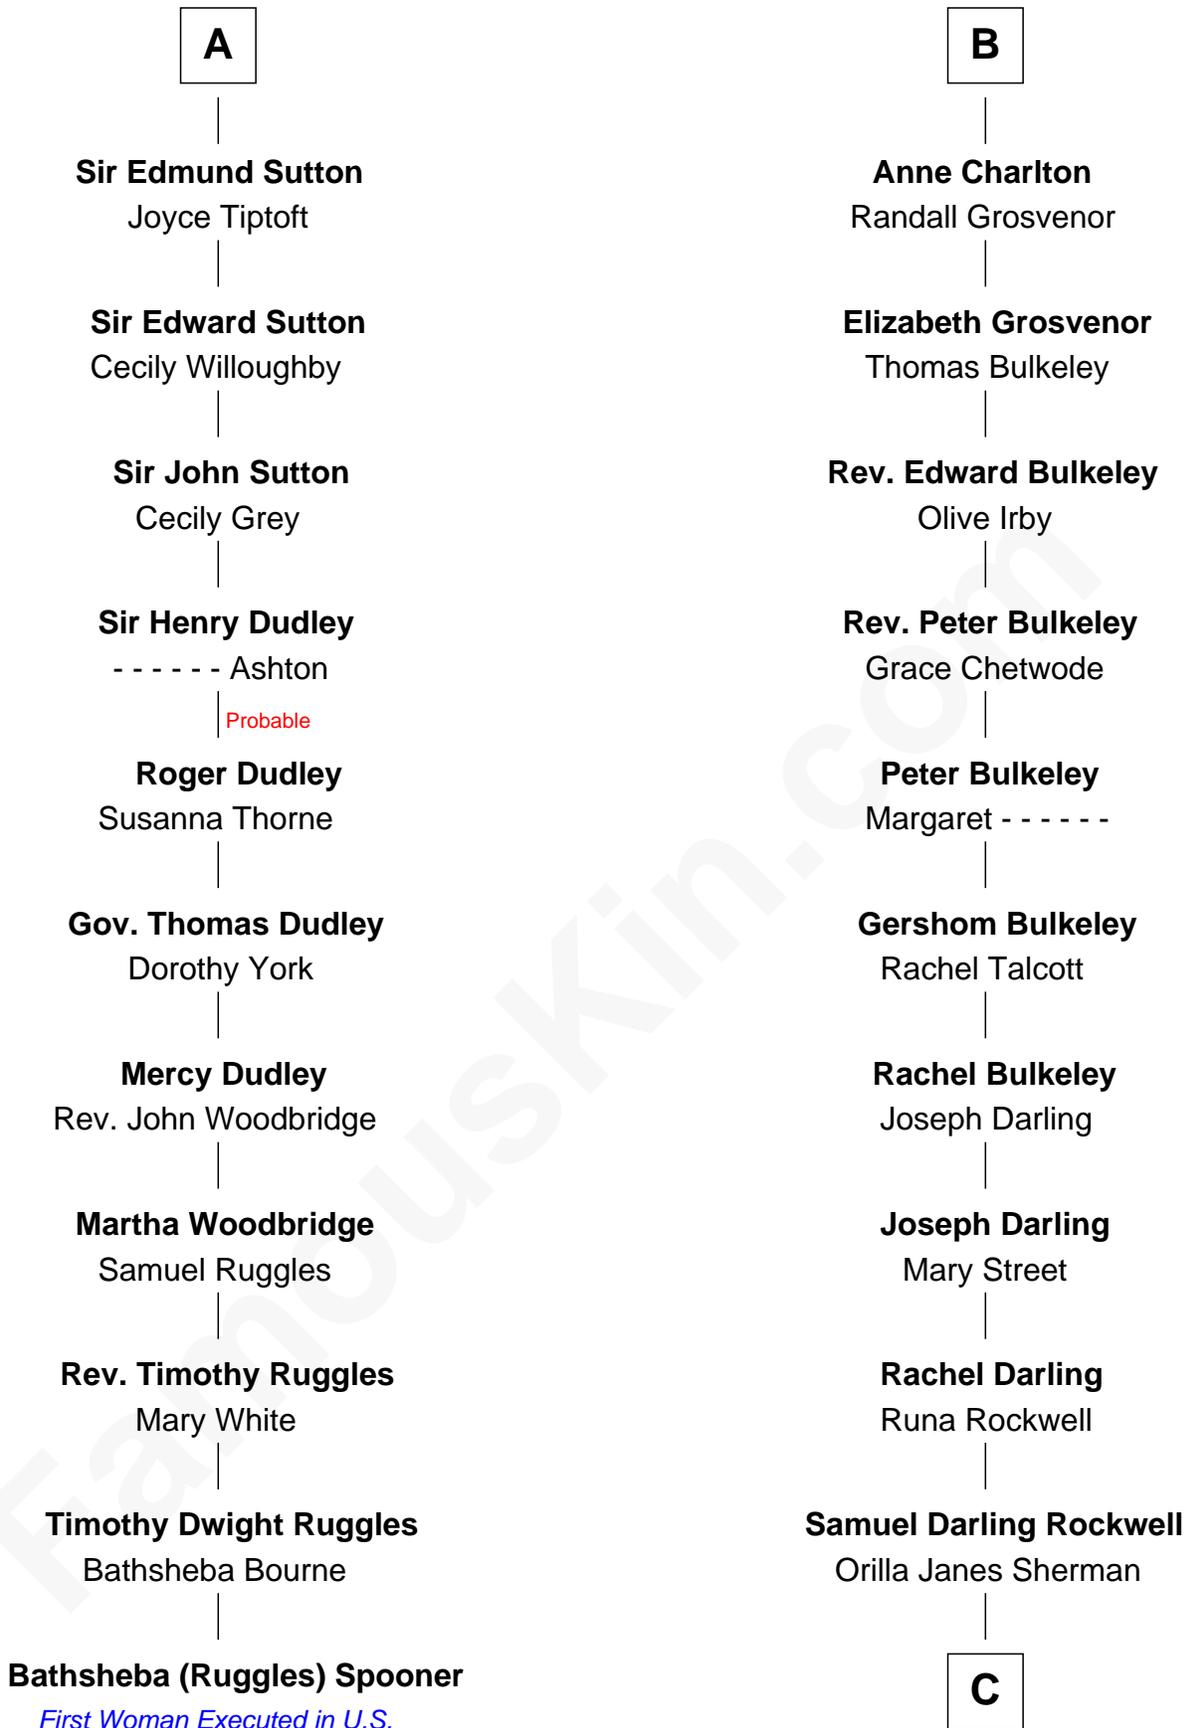 A
Sir Edmund Sutton
Joyce Tiptoft
Sir Edward Sutton
Cecily Willoughby
Sir John Sutton
Cecily Grey
Sir Henry Dudley
- - - - - - Ashton
Probable
Roger Dudley
Susanna Thorne
Gov. Thomas Dudley
Dorothy York
Mercy Dudley
Rev. John Woodbridge
Martha Woodbridge
Samuel Ruggles
Rev. Timothy Ruggles
Mary White
Timothy Dwight Ruggles
Bathsheba Bourne
Bathsheba (Ruggles) Spooner
First Woman Executed in U.S.
B
Anne Charlton
Randall Grosvenor
Elizabeth Grosvenor
Thomas Bulkeley
Rev. Edward Bulkeley
Olive Irby
Rev. Peter Bulkeley
Grace Chetwode
Peter Bulkeley
Margaret - - - - - -
Gershom Bulkeley
Rachel Talcott
Rachel Bulkeley
Joseph Darling
Joseph Darling
Mary Street
Rachel Darling
Runa Rockwell
Samuel Darling Rockwell
Orilla Janes Sherman
C
FamousKin.com